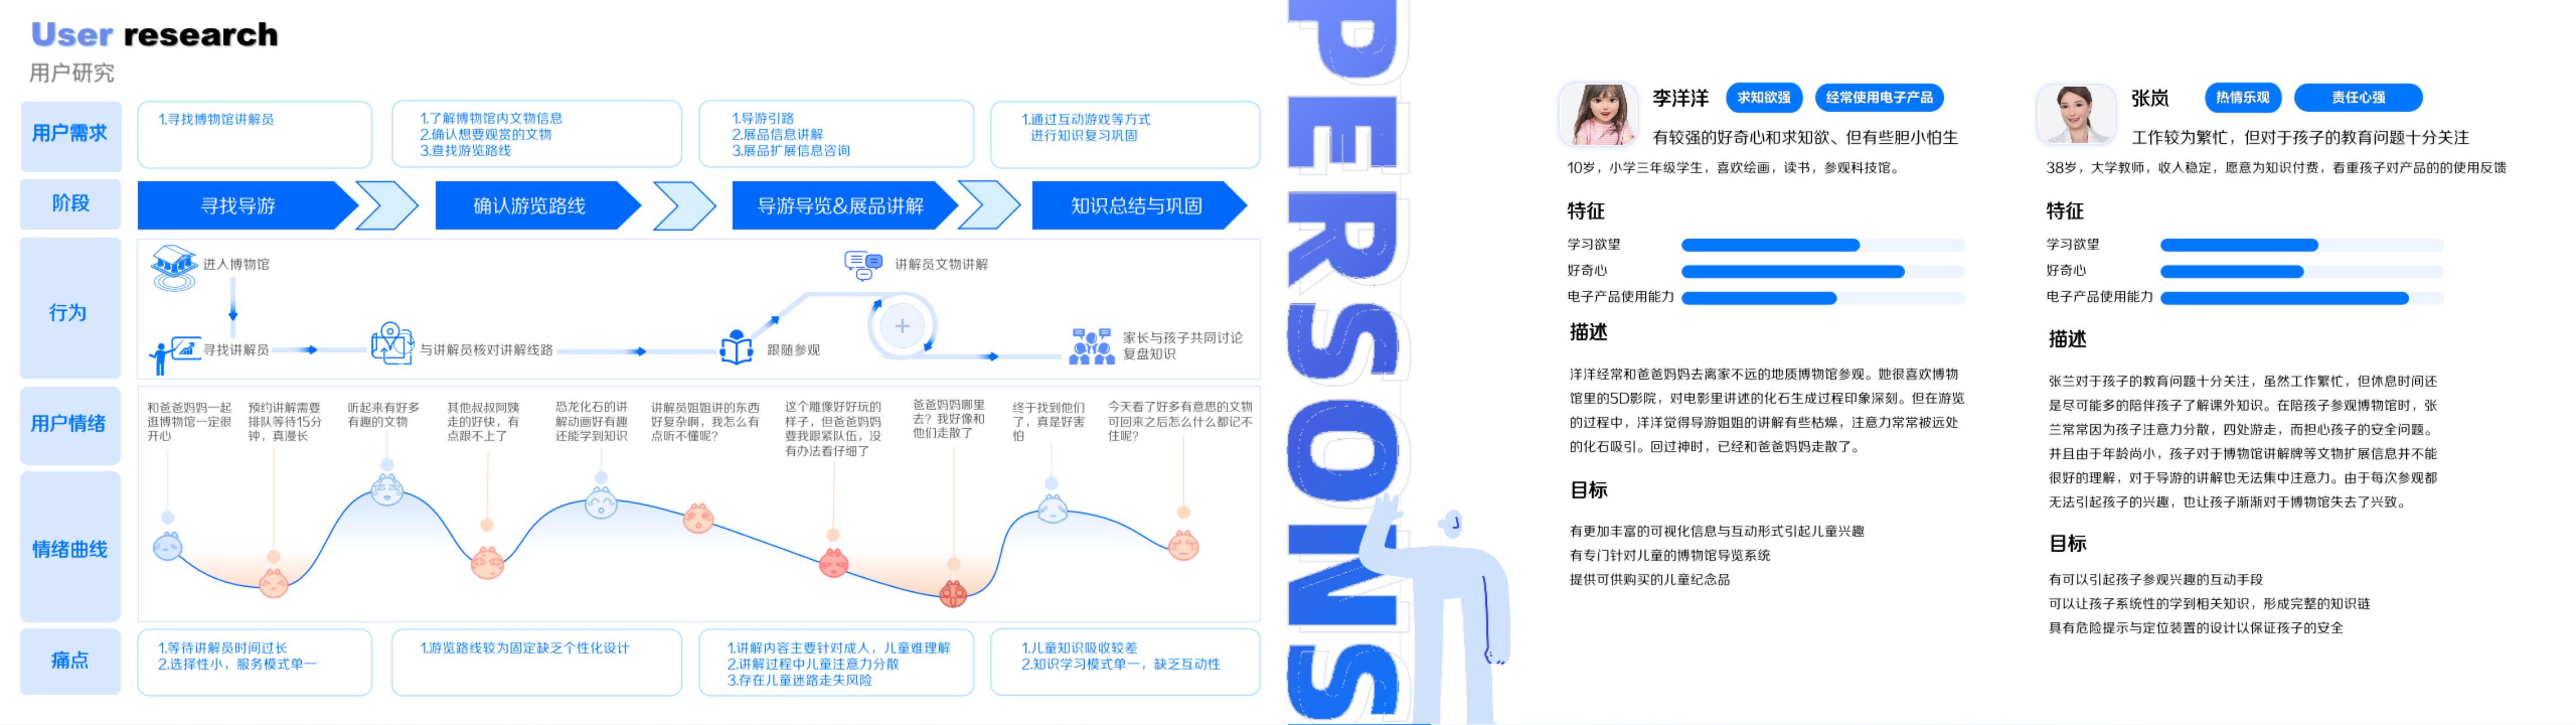 User research
用户研究
用户需求
1.寻找博物馆讲解员
1.了解博物馆内文物信息
2.确认想要观赏的文物
3.查找游览路线
1.导游引路
2.展品信息讲解
3.展品扩展信息咨询
1.通过互动游戏等方式
进行知识复习巩固
阶段
寻找导游
确认游览路线
导游导览&展品讲解
知识总结与巩固
行为
进入博物馆
寻找讲解员
与讲解员核对讲解线路
跟随参观
讲解员文物讲解
家长与孩子共同讨论
复盘知识
用户情绪
和爸爸妈妈一起
逛博物馆一定很
开心
预约讲解需要
排队等待15分
钟，真漫长
听起来有好多
有趣的文物
其他叔叔阿姨
走的好快，有
点跟不上了
恐龙化石的讲
解动画好有趣
还能学到知识
讲解员姐姐讲的东西
好复杂啊，我怎么有
点听不懂呢?
这个雕像好好玩的
样子，但爸爸妈妈
要我跟紧队伍，没
有办法看仔细了
爸爸妈妈哪里
去？我好像和
他们走散了
终于找到他们
了，真是好害
怕
今天看了好多有意思的文物
可回来之后怎么什么都记不
住呢?
情绪曲线
痛点
1.等待讲解员时间过长
2.选择性小，服务模式单一
1.游览路线较为固定缺乏个性化设计
1.讲解内容主要针对成人，儿童难理解
2.讲解过程中儿童注意力分散
3.存在儿童迷路走失风险
1.儿童知识吸收较差
2.知识学习模式单一，缺乏互动性
PERSONS
李洋洋 求知欲强 经常使用电子产品
有较强的好奇心和求知欲、但有些胆小怕生
10岁，小学三年级学生，喜欢绘画，读书，参观科技馆。
特征
学习欲望
好奇心
电子产品使用能力
描述
洋洋经常和爸爸妈妈去离家不远的地质博物馆参观。她很喜欢博物
馆里的5D影院，对电影里讲述的化石生成过程印象深刻。但在游览
的过程中，洋洋觉得导游姐姐的讲解有些枯燥，注意力常常被远处
的化石吸引。回过神时，已经和爸爸妈妈走散了。
目标
有更加丰富的可视化信息与互动形式引起儿童兴趣
有专门针对儿童的博物馆导览系统
提供可供购买的儿童纪念品
张岚 热情乐观 责任心强
工作较为繁忙，但对于孩子的教育问题十分关注
38岁，大学教师，收入稳定，愿意为知识付费，看重孩子对产品的的使用反馈
特征
学习欲望
好奇心
电子产品使用能力
描述
张兰对于孩子的教育问题十分关注，虽然工作繁忙，但休息时间还
是尽可能多的陪伴孩子了解课外知识。在陪孩子参观博物馆时，张
兰常常因为孩子注意力分散，四处游走，而担心孩子的安全问题。
并且由于年龄尚小，孩子对于博物馆讲解牌等文物扩展信息并不能
很好的理解，对于导游的讲解也无法集中注意力。由于每次参观都
无法引起孩子的兴趣，也让孩子渐渐对于博物馆失去了兴致。
目标
有可以引起孩子参观兴趣的互动手段
可以让孩子系统性的学到相关知识，形成完整的知识链
具有危险提示与定位装置的设计以保证孩子的安全